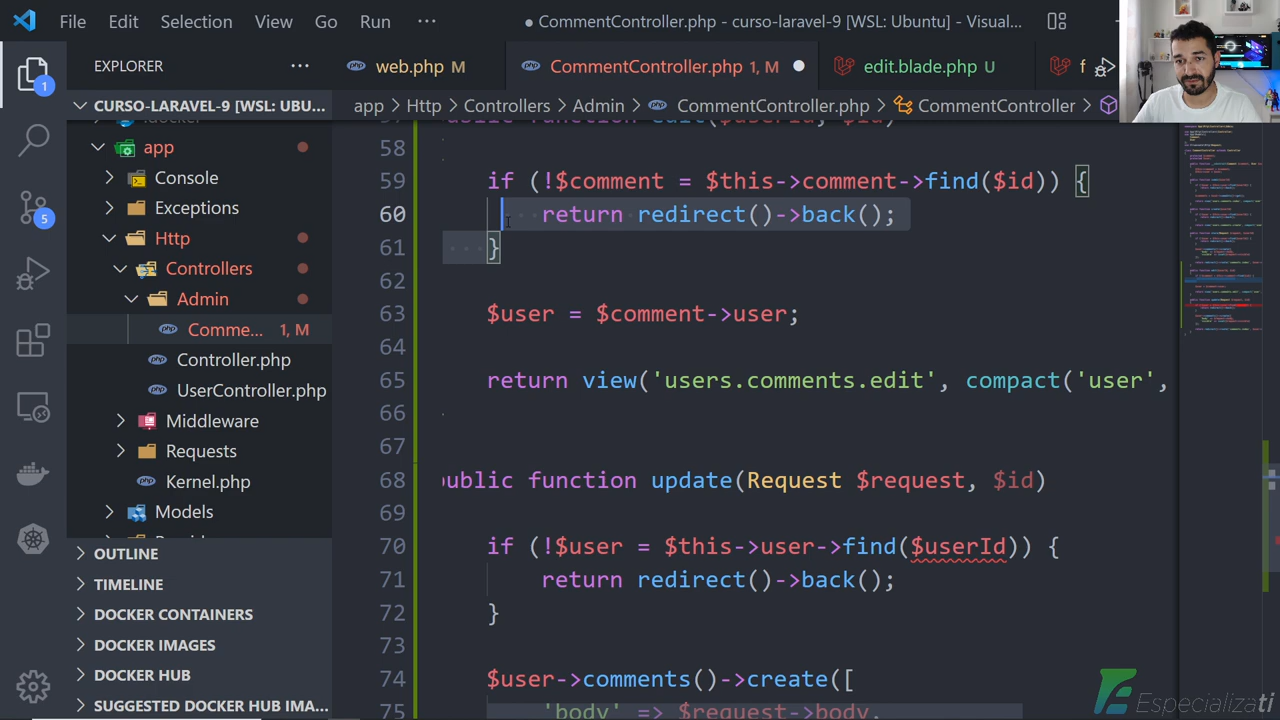 File Edit Selection View Go Run ··· ● CommentController.php - curso-laravel-9 [WSL: Ubuntu] - Visual...
EXPLORER ···
web.php M
CommentController.php 1, M
edit.blade.php U
f
CURSO-LARAVEL-9 [WSL: UBU...
app > Http > Controllers > Admin > CommentController.php > CommentController >
.docker
app
Console
Exceptions
Http
Controllers
Admin
Comme... 1, M
Controller.php
UserController.php
Middleware
Requests
Kernel.php
Models
OUTLINE
TIMELINE
DOCKER CONTAINERS
DOCKER IMAGES
DOCKER HUB
SUGGESTED DOCKER HUB IMA...
1
5
58
59 if (!$comment = $this->comment->find($id)) {
60 return redirect()->back();
61 }
62
63 $user = $comment->user;
64
65 return view('users.comments.edit', compact('user',
66
67
68 public function update(Request $request, $id)
69
70 if (!$user = $this->user->find($userId)) {
71 return redirect()->back();
72 }
73
74 $user->comments()->create([
75 'body' => $request->body,
EspecializaTi